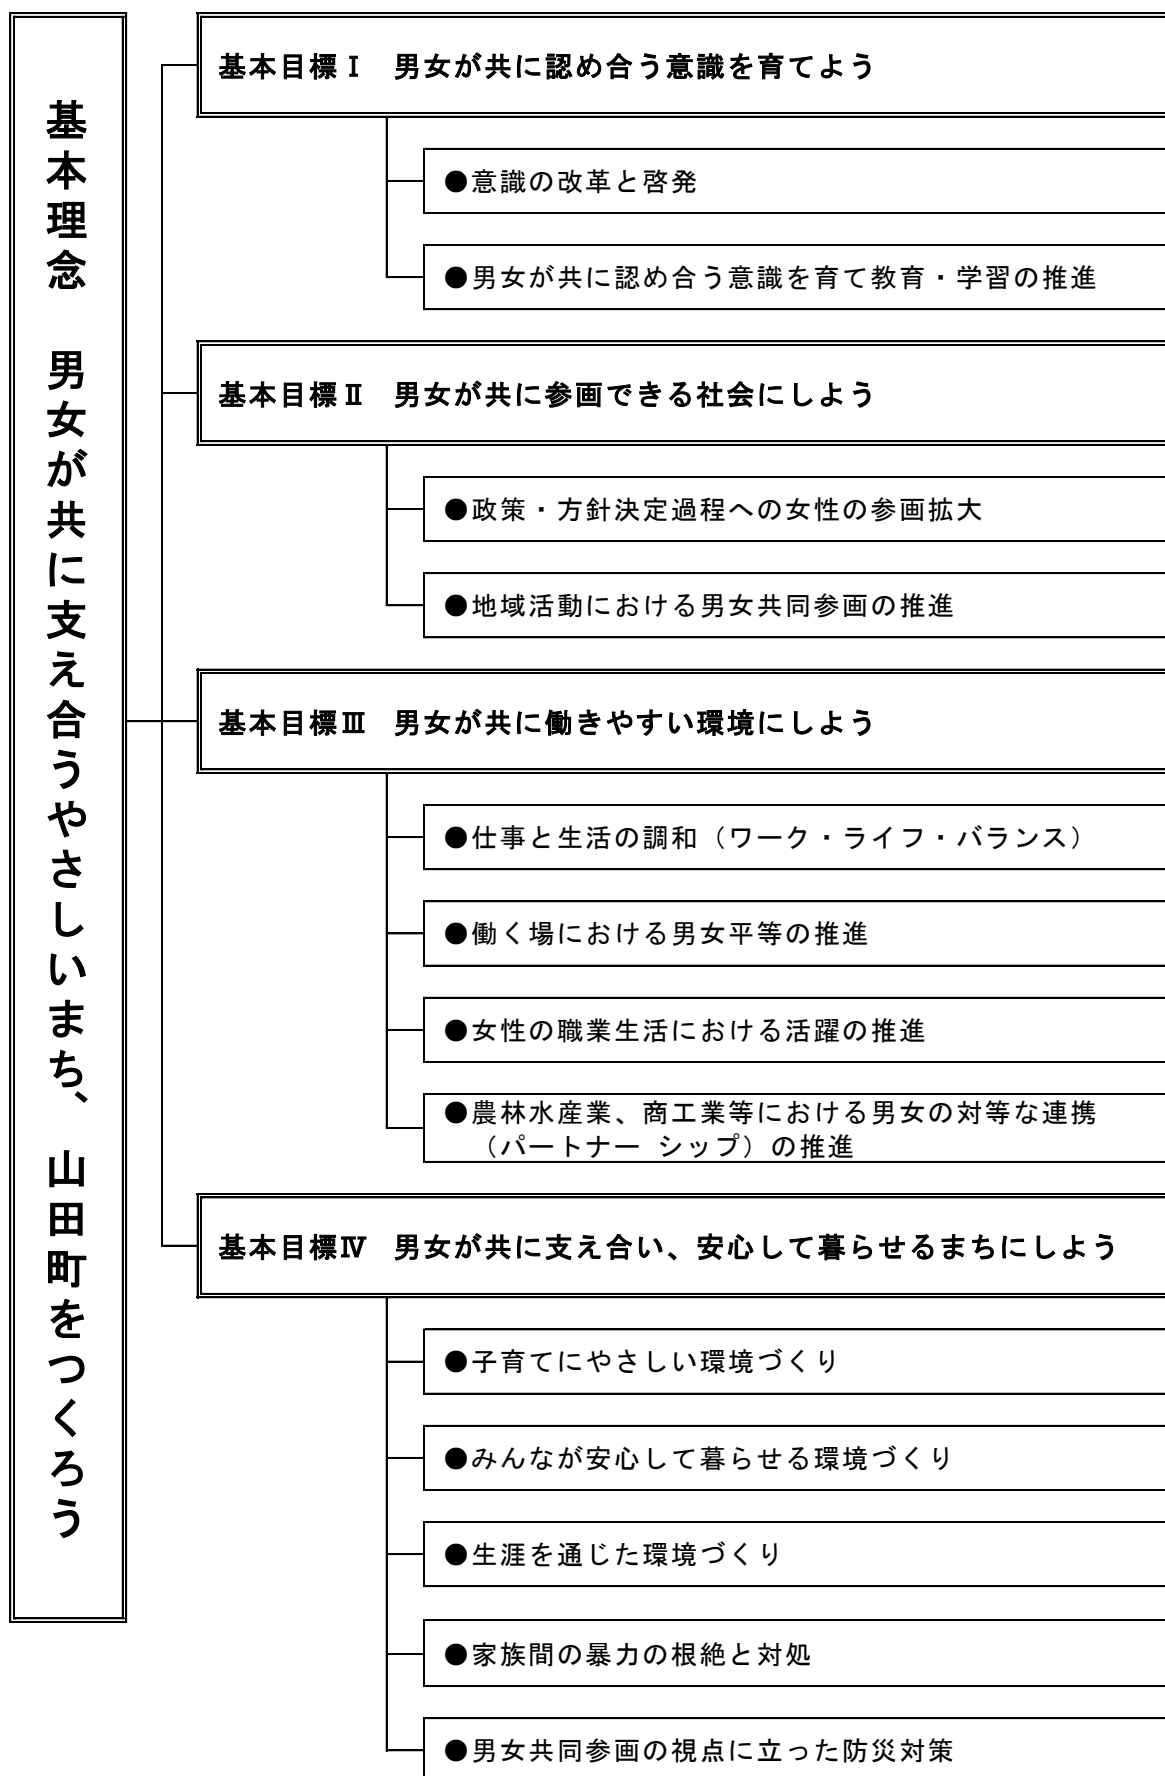 基本理念　男女が共に支え合うやさしいまち、山田町をつくろう
基本目標Ⅰ　男女が共に認め合う意識を育てよう
●意識の改革と啓発
●男女が共に認め合う意識を育て教育・学習の推進
基本目標Ⅱ　男女が共に参画できる社会にしよう
●政策・方針決定過程への女性の参画拡大
●地域活動における男女共同参画の推進
基本目標Ⅲ　男女が共に働きやすい環境にしよう
●仕事と生活の調和（ワーク・ライフ・バランス）
●働く場における男女平等の推進
●女性の職業生活における活躍の推進
●農林水産業、商工業等における男女の対等な連携
（パートナー シップ）の推進
基本目標Ⅳ　男女が共に支え合い、安心して暮らせるまちにしよう
●子育てにやさしい環境づくり
●みんなが安心して暮らせる環境づくり
●生涯を通じた環境づくり
●家族間の暴力の根絶と対処
●男女共同参画の視点に立った防災対策